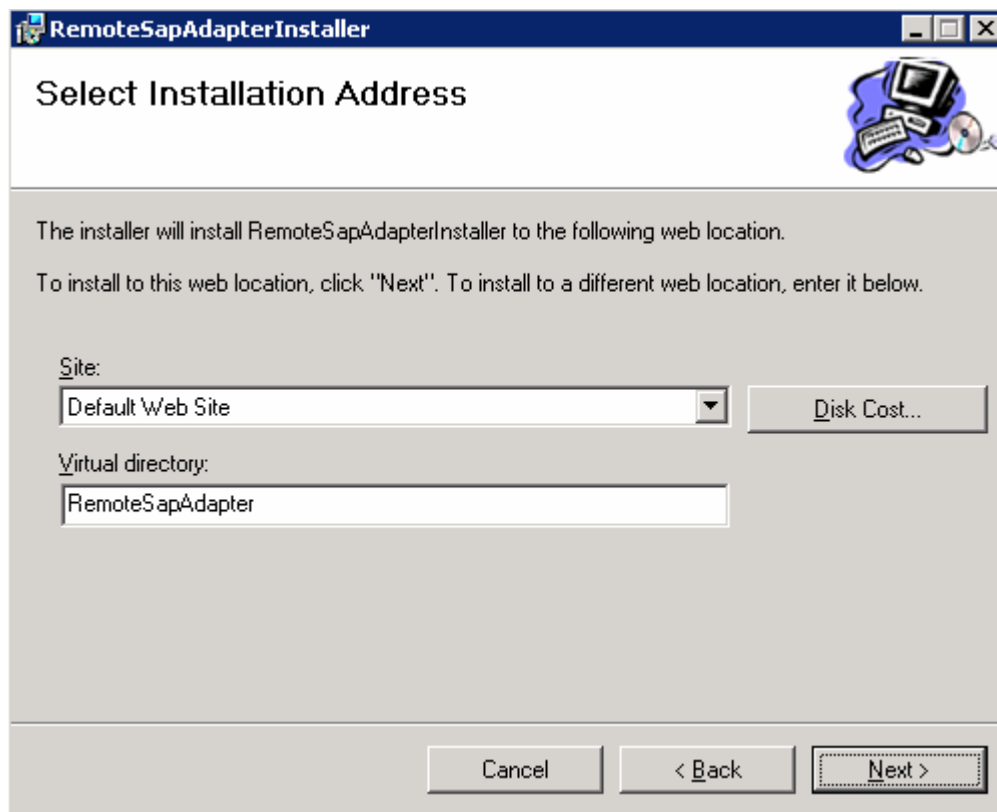 RemoteSapAdapterInstaller
Select Installation Address
The installer will install RemoteSapAdapterInstaller to the following web location.
To install to this web location, click "Next". To install to a different web location, enter it below.
Site:
Default Web Site
Disk Cost...
Virtual directory:
RemoteSapAdapter
Cancel
< Back
Next >